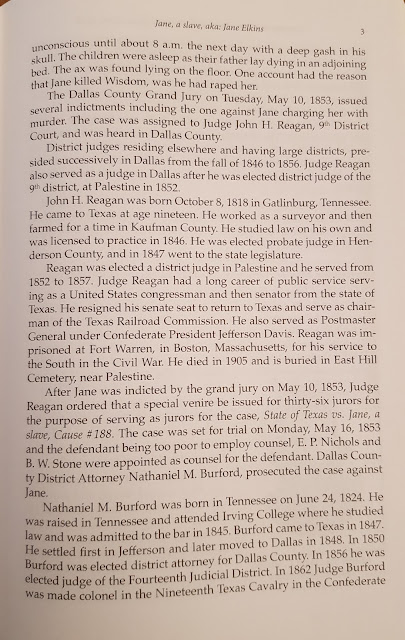 Jane, a slave, aka: Jane Elkins
3
unconscious until about 8 a.m. the next day with a deep gash in his
skull. The children were asleep as their father lay dying in an adjoining
bed. The ax was found lying on the floor. One account had the reason
that Jane killed Wisdom, was he had raped her.
The Dallas County Grand Jury on Tuesday, May 10, 1853, issued
several indictments including the one against Jane charging her with
murder. The case was assigned to Judge John H. Reagan, 9th District
Court, and was heard in Dallas County.
District judges residing elsewhere and having large districts, pre-
sided successively in Dallas from the fall of 1846 to 1856. Judge Reagan
also served as a judge in Dallas after he was elected district judge of the
9th district, at Palestine in 1852.
John H. Reagan was born October 8, 1818 in Gatlinburg, Tennessee.
He came to Texas at age nineteen. He worked as a surveyor and then
farmed for a time in Kaufman County. He studied law on his own and
was licensed to practice in 1846. He was elected probate judge in Hen-
derson County, and in 1847 went to the state legislature.
Reagan was elected a district judge in Palestine and he served from
1852 to 1857. Judge Reagan had a long career of public service serv-
ing as a United States congressman and then senator from the state of
Texas. He resigned his senate seat to return to Texas and serve as chair-
man of the Texas Railroad Commission. He also served as Postmaster
General under Confederate President Jefferson Davis. Reagan was im-
prisoned at Fort Warren, in Boston, Massachusetts, for his service to
the South in the Civil War. He died in 1905 and is buried in East Hill
Cemetery, near Palestine.
After Jane was indicted by the grand jury on May 10, 1853, Judge
Reagan ordered that a special venire be issued for thirty-six jurors for
the purpose of serving as jurors for the case, State of Texas vs. Jane, a
slave, Cause #188. The case was set for trial on Monday, May 16, 1853
and the defendant being too poor to employ counsel, E. P. Nichols and
B. W. Stone were appointed as counsel for the defendant. Dallas Coun-
ty District Attorney Nathaniel M. Burford, prosecuted the case against
Jane.
Nathaniel M. Burford was born in Tennessee on June 24, 1824. He
was raised in Tennessee and attended Irving College where he studied
law and was admitted to the bar in 1845. Burford came to Texas in 1847.
He settled first in Jefferson and later moved to Dallas in 1848. In 1850
Burford was elected district attorney for Dallas County. In 1856 he was
elected judge of the Fourteenth Judicial District. In 1862 Judge Burford
was made colonel in the Nineteenth Texas Cavalry in the Confederate